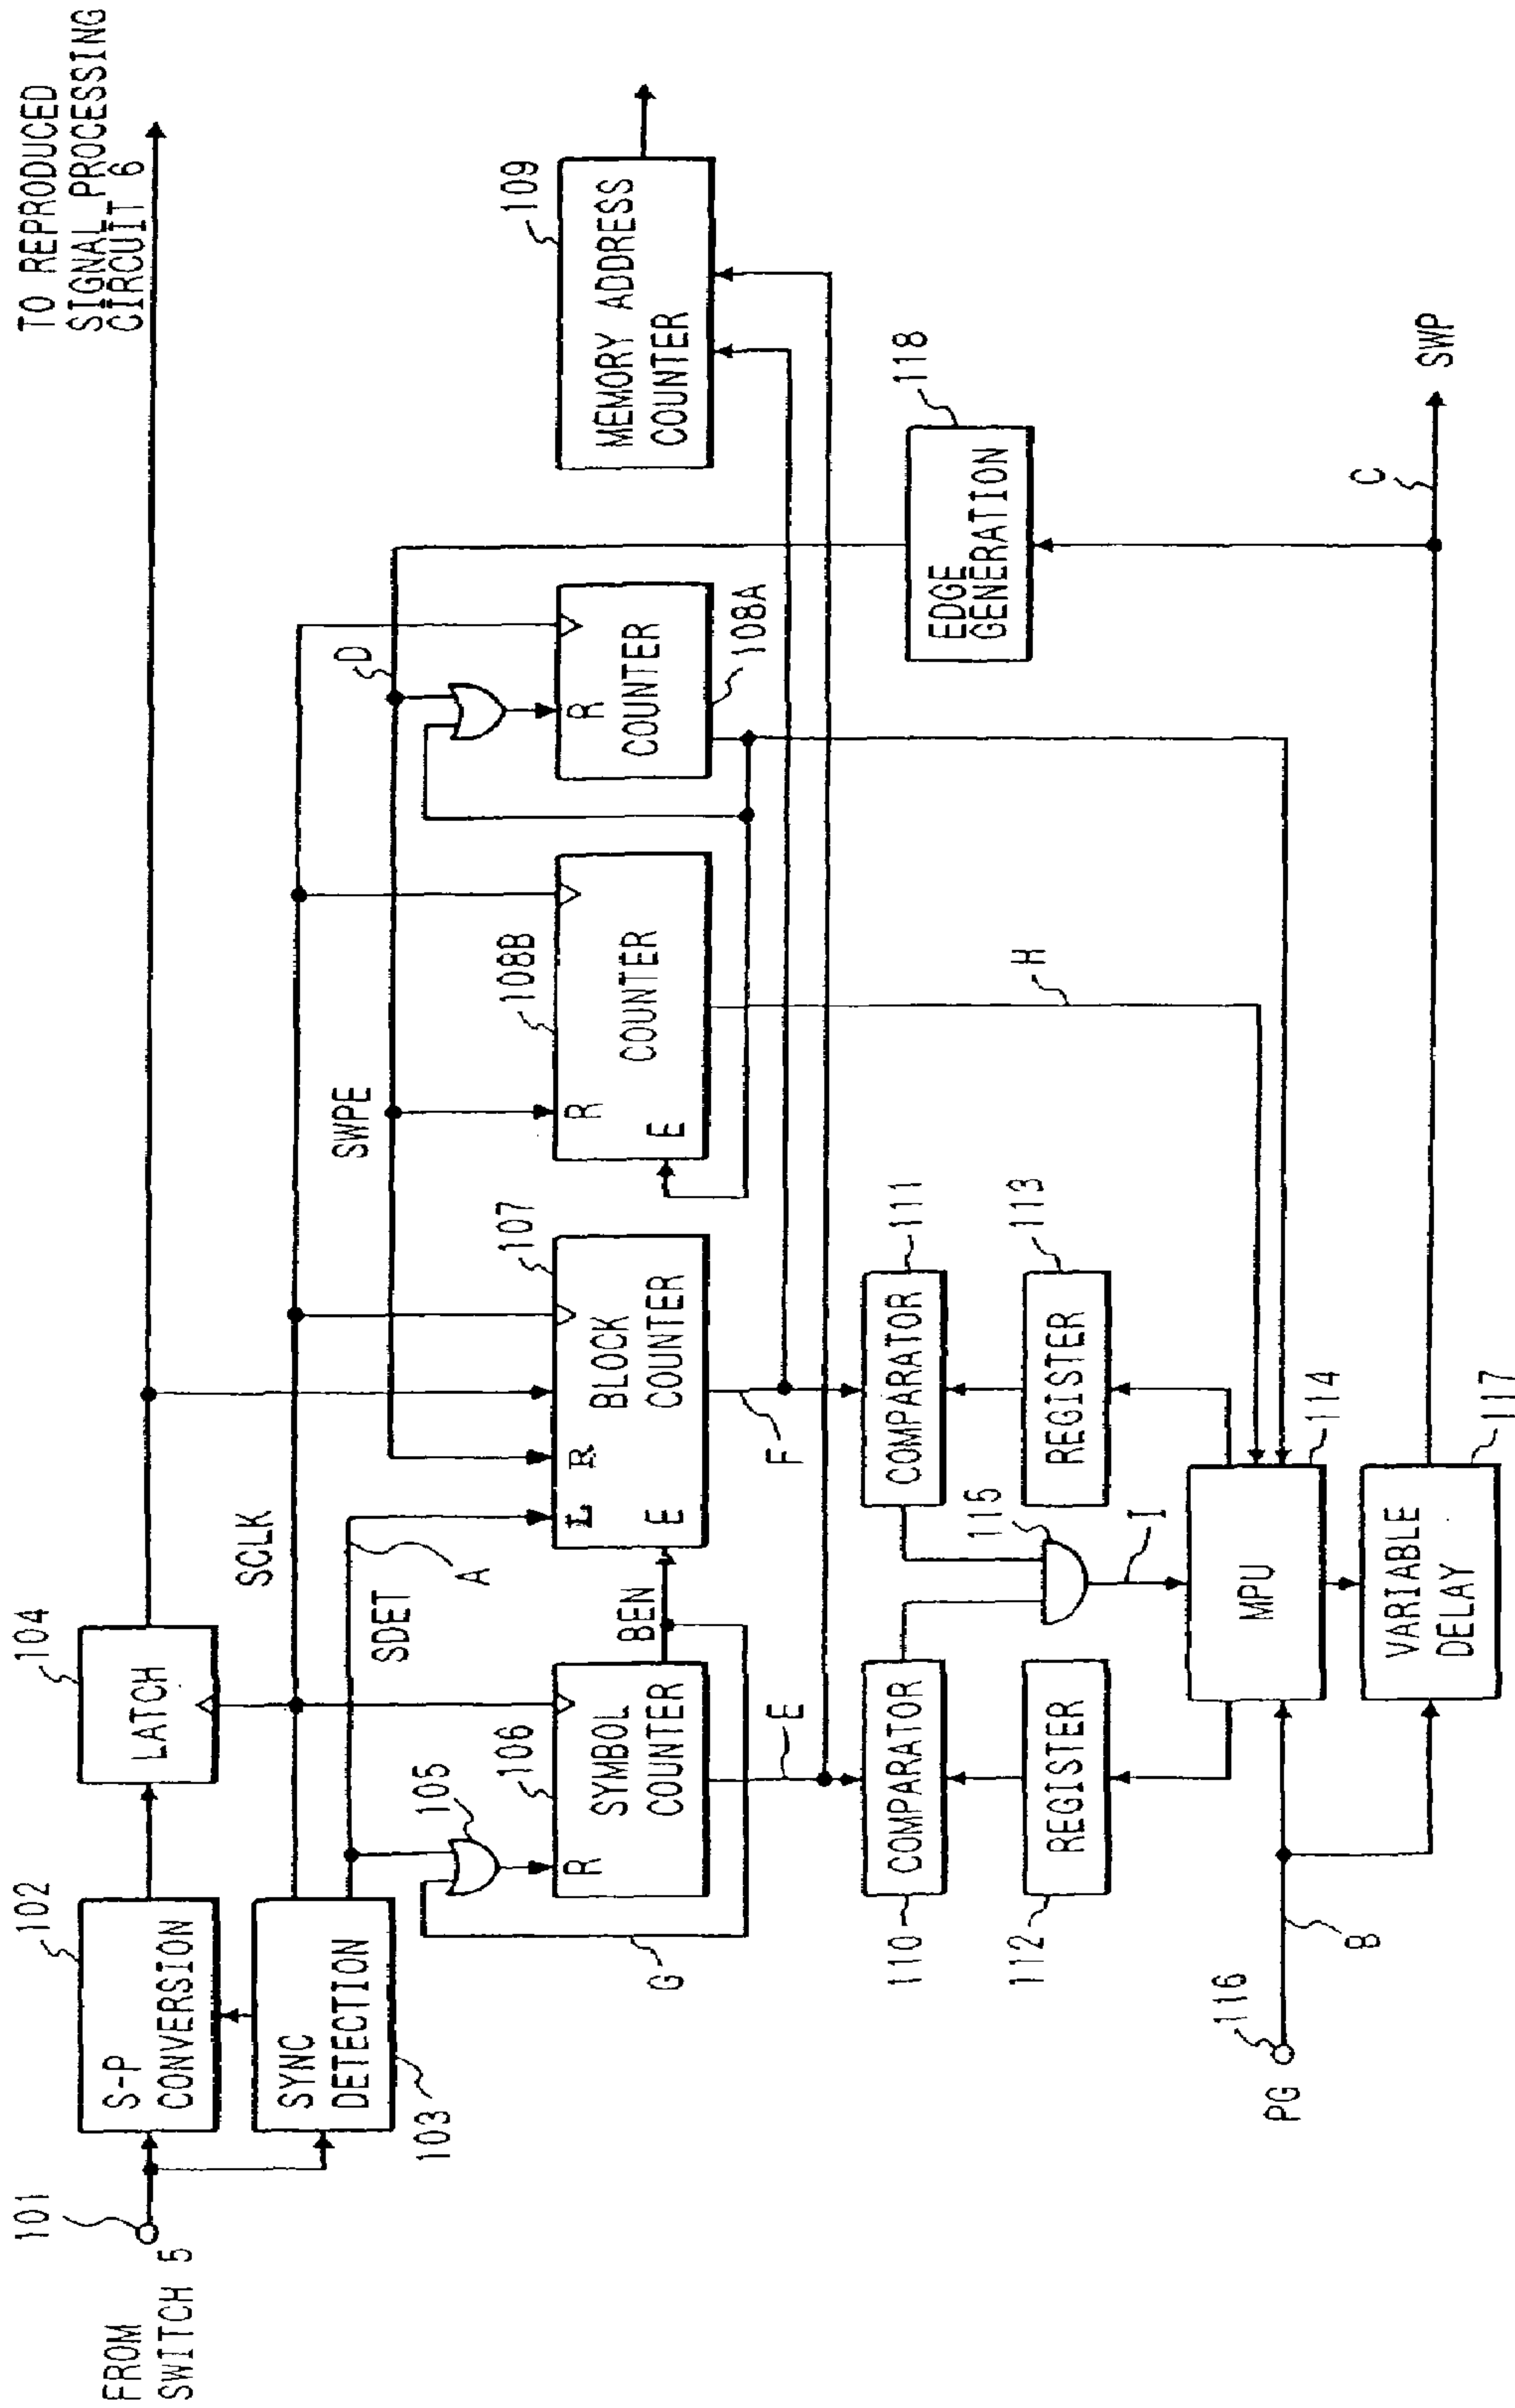 FROM
SWITCH 5
101
102
S-P
CONVERSION
104
LATCH
TO REPRODUCED
SIGNAL PROCESSING
CIRCUIT 6
103
SYNC
DETECTION
SCLK
SDET
A
105
106
R
SYMBOL
COUNTER
BEN
G
E
107
L
R
E
BLOCK
COUNTER
F
SWPE
108B
R
E
COUNTER
H
D
R
COUNTER
108A
109
MEMORY ADDRESS
COUNTER
110
COMPARATOR
111
COMPARATOR
112
REGISTER
113
REGISTER
115
I
116
PG
B
MPU
114
VARIABLE
DELAY
117
118
EDGE
GENERATION
C
SWP